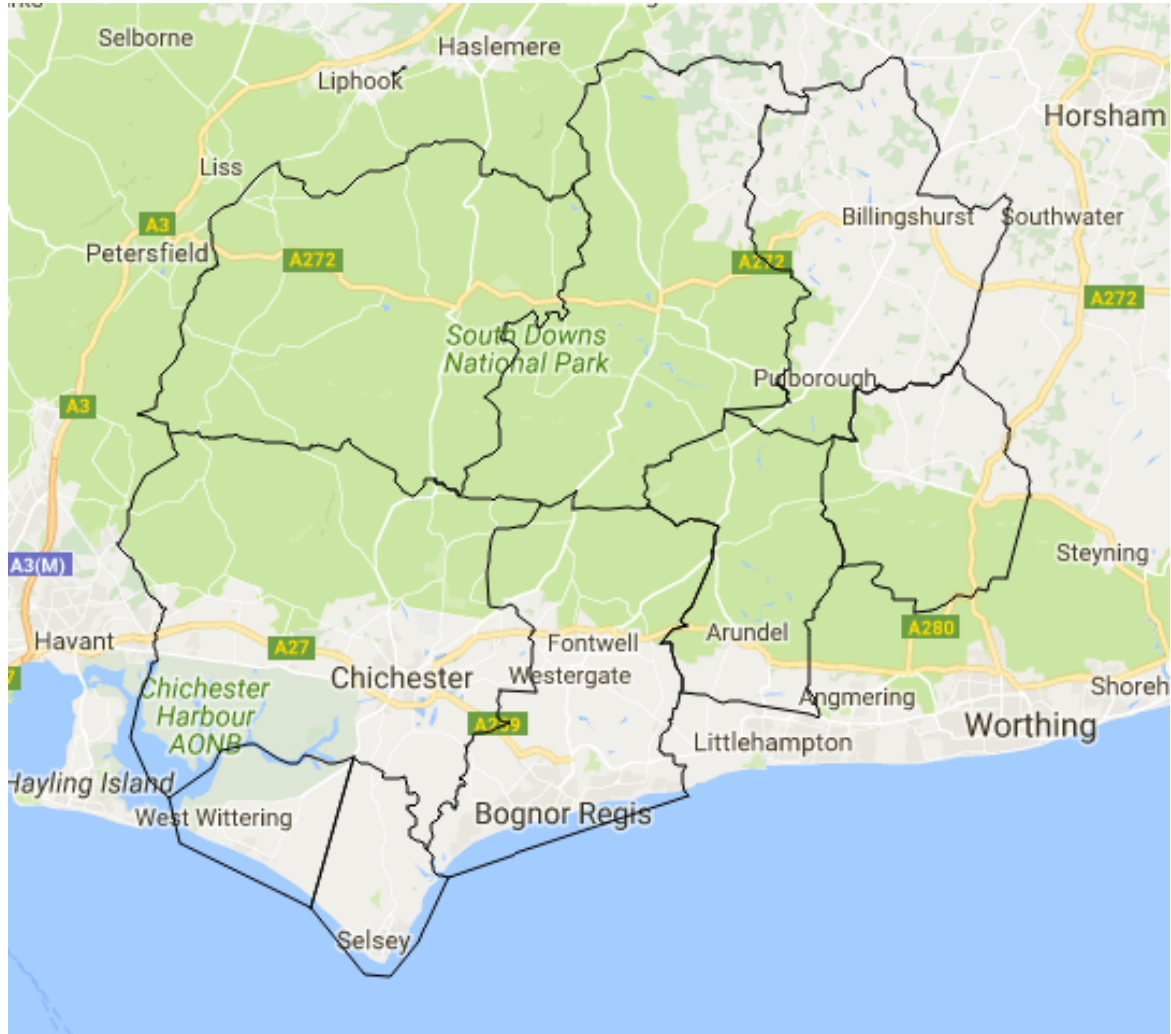 Selborne
Haslemere
Liphook
Horsham
Liss
A3
Billingshurst
Southwater
Petersfield
A272
A272
A272
South Downs
National Park
Pulborough
A3
A3(M)
Steyning
Havant
A27
Fontwell
Arundel
A280
Chichester
Westergate
Shoreh
Chichester
Harbour
AONB
Angmering
Worthing
Littlehampton
Hayling Island
West Wittering
Bognor Regis
Selsey